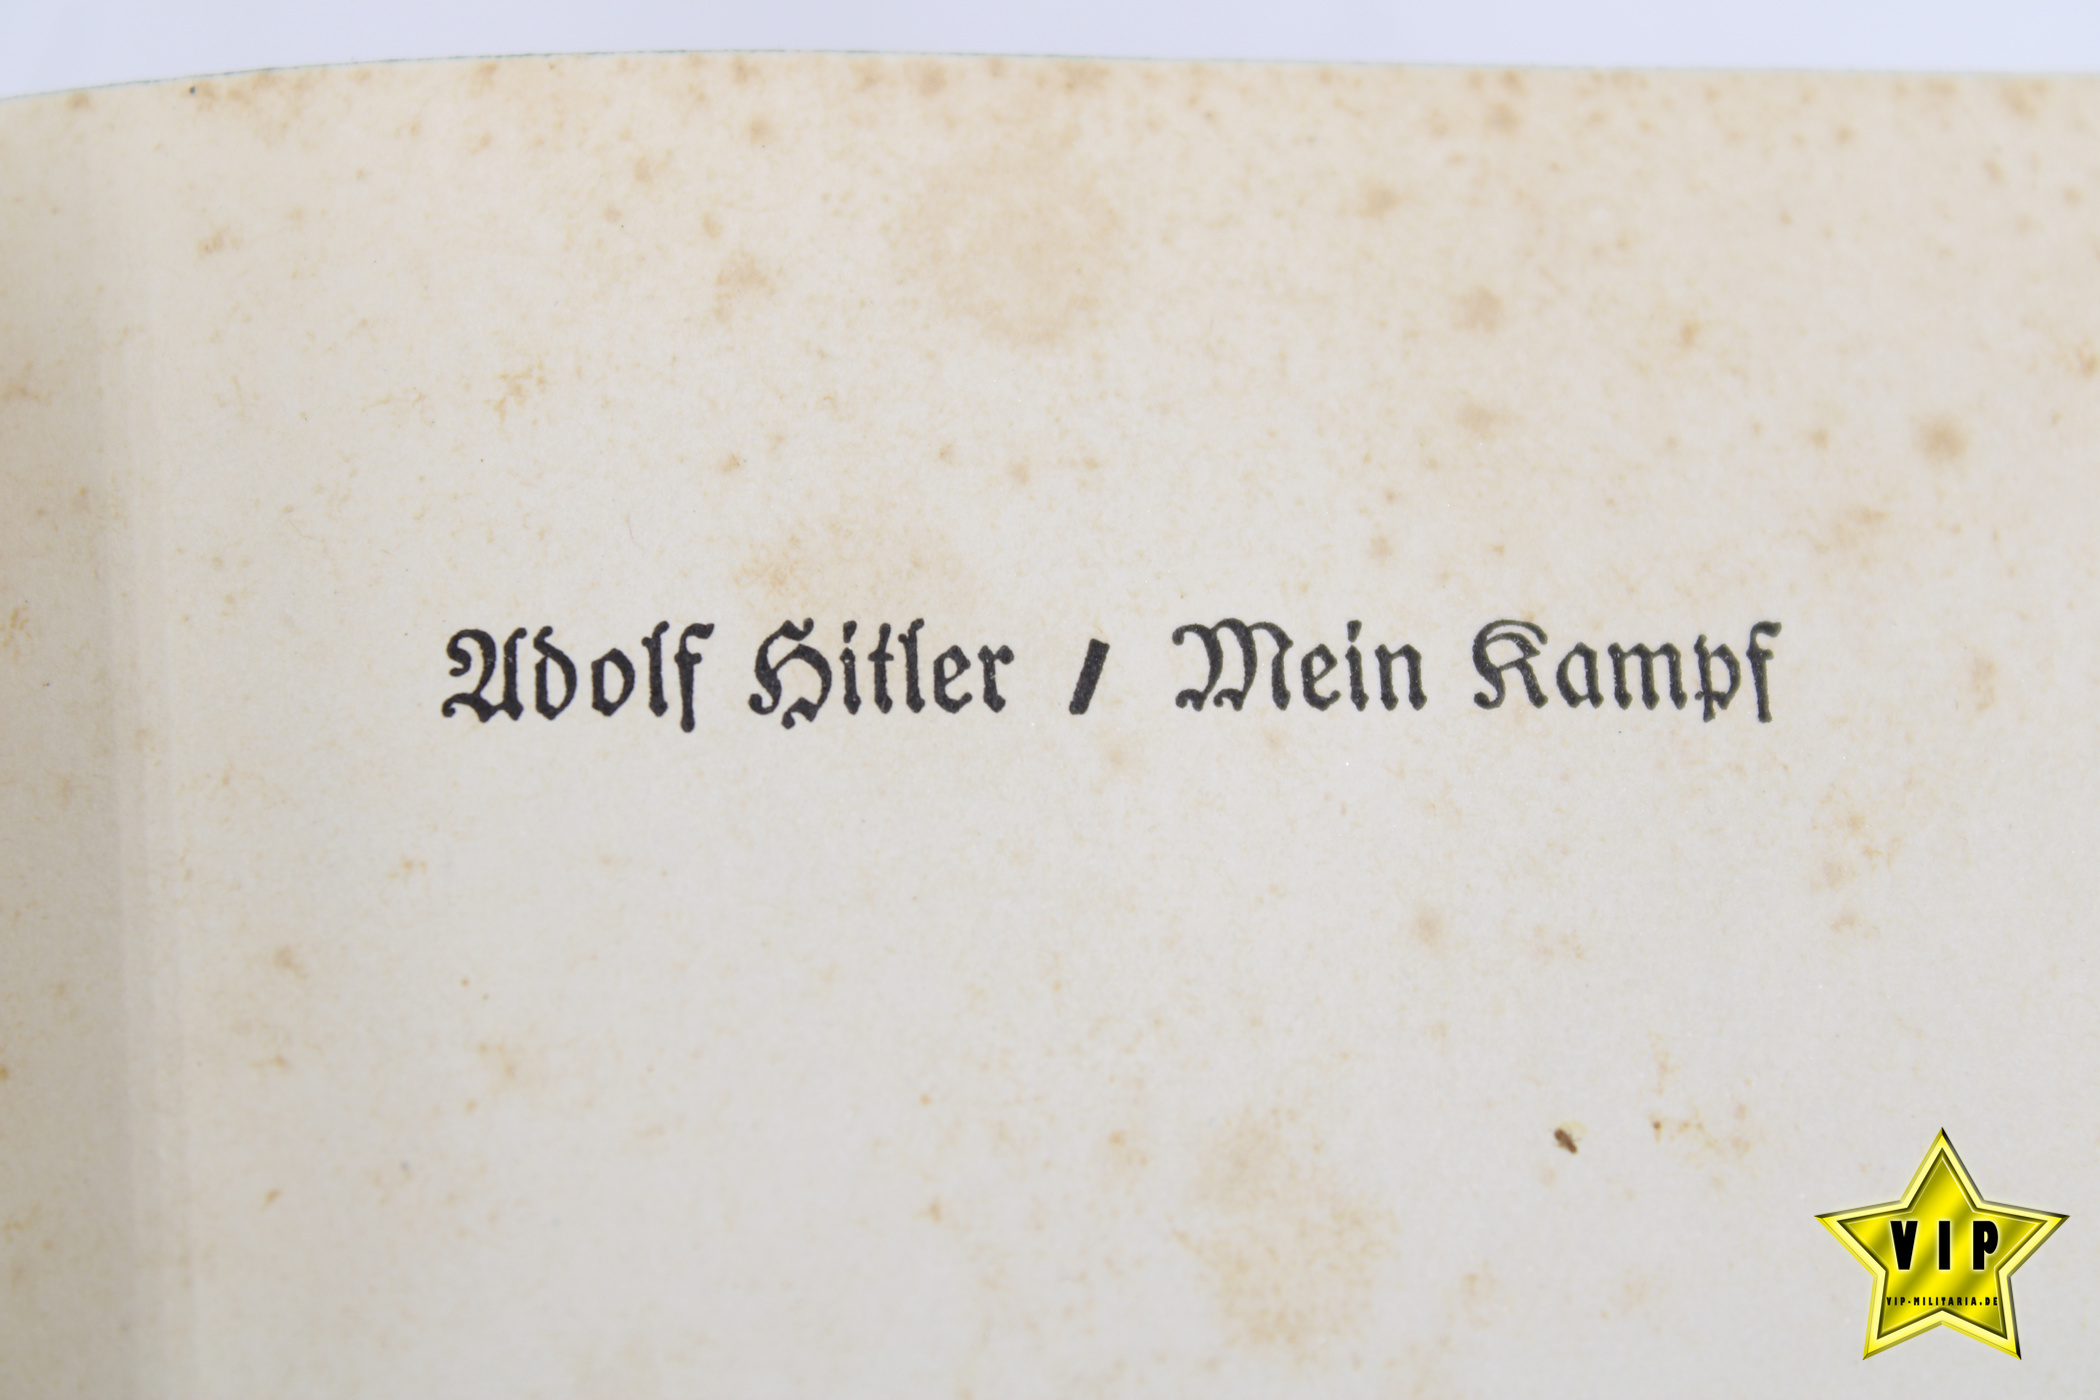 Adolf Hitler / Mein Kampf
VIP
VIP-MILITARIA.DE